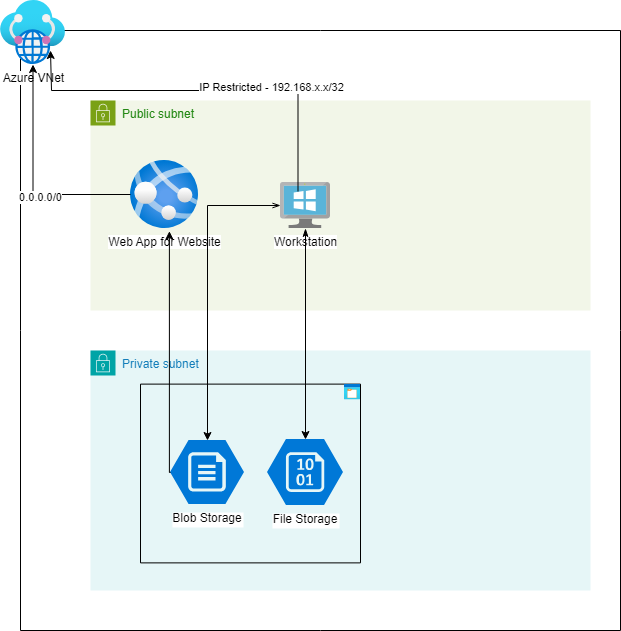 Azure VNet
IP Restricted - 192.168.x.x/32
Public subnet
0.0.0.0/0
Web App for Website
Workstation
Private subnet
10
01
Blob Storage
File Storage